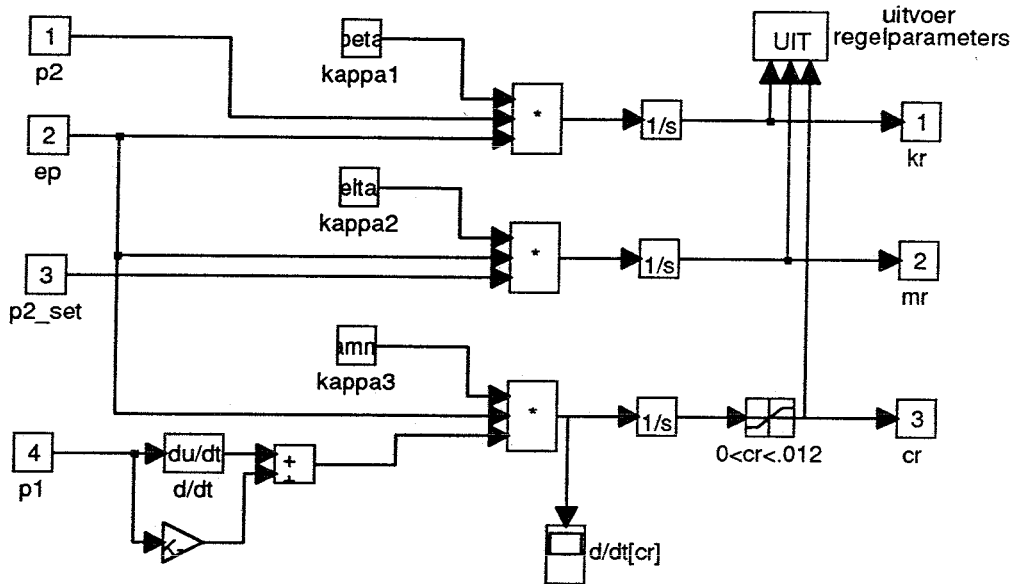 1
p2
2
ep
3
p2_set
4
p1
beta
kappa1
elta
kappa2
amm
kappa3
*
*
*
1/s
1/s
1/s
UIT
uitvoer
regelparameters
1
kr
2
mr
3
cr
0<cr<.012
du/dt
d/dt
+
+
K-
d/dt[cr]